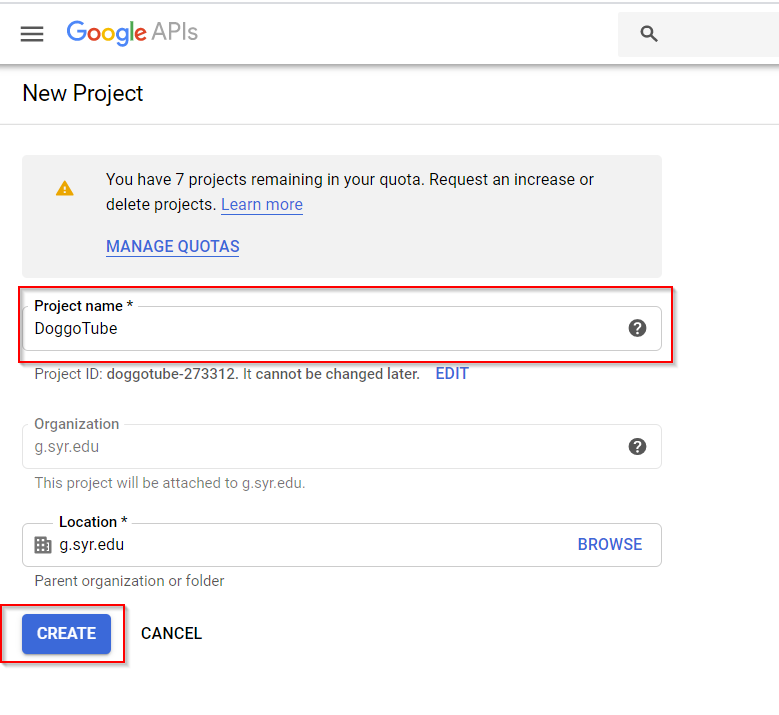 Google APIs
New Project
You have 7 projects remaining in your quota. Request an increase or
delete projects. Learn more
MANAGE QUOTAS
Project name *
DoggoTube
Project ID: doggotube-273312. It cannot be changed later. EDIT
Organization
g.syr.edu
This project will be attached to g.syr.edu.
Location *
g.syr.edu BROWSE
Parent organization or folder
CREATE CANCEL